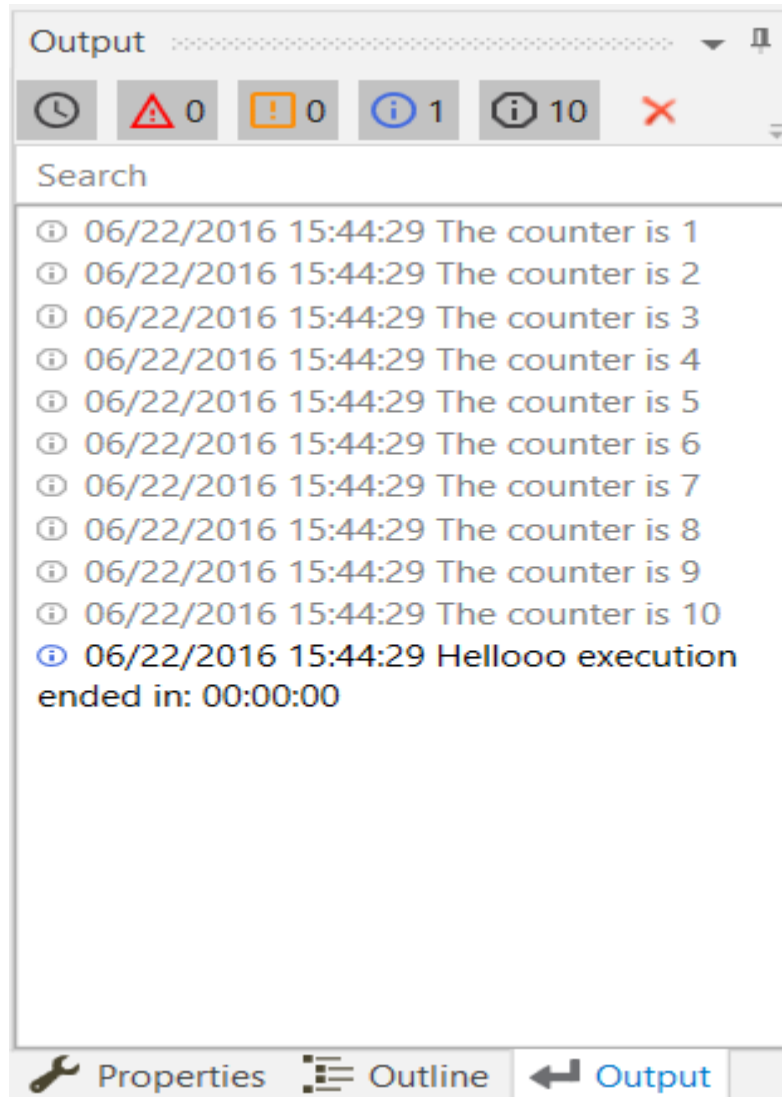 Output
0 0 1 10
Search
06/22/2016 15:44:29 The counter is 1
06/22/2016 15:44:29 The counter is 2
06/22/2016 15:44:29 The counter is 3
06/22/2016 15:44:29 The counter is 4
06/22/2016 15:44:29 The counter is 5
06/22/2016 15:44:29 The counter is 6
06/22/2016 15:44:29 The counter is 7
06/22/2016 15:44:29 The counter is 8
06/22/2016 15:44:29 The counter is 9
06/22/2016 15:44:29 The counter is 10
06/22/2016 15:44:29 Hellooo execution
ended in: 00:00:00
Properties Outline Output